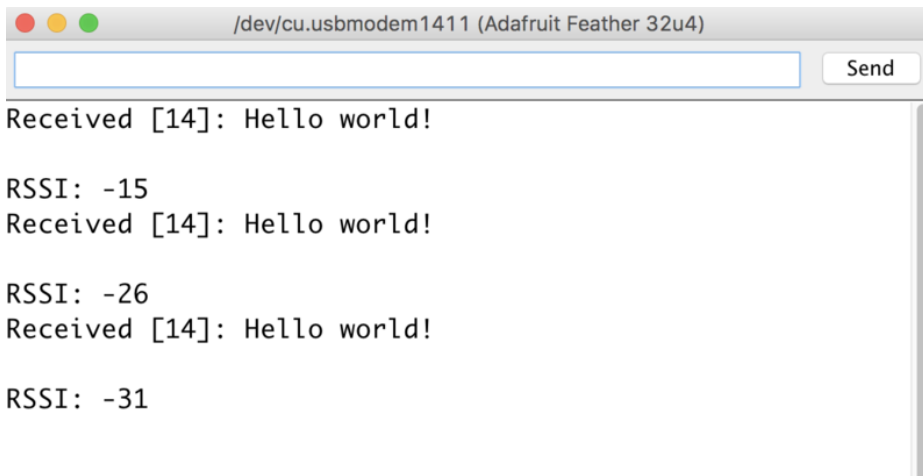 /dev/cu.usbmodem1411 (Adafruit Feather 32u4)
Send
Received [14]: Hello world!
RSSI: -15
Received [14]: Hello world!
RSSI: -26
Received [14]: Hello world!
RSSI: -31